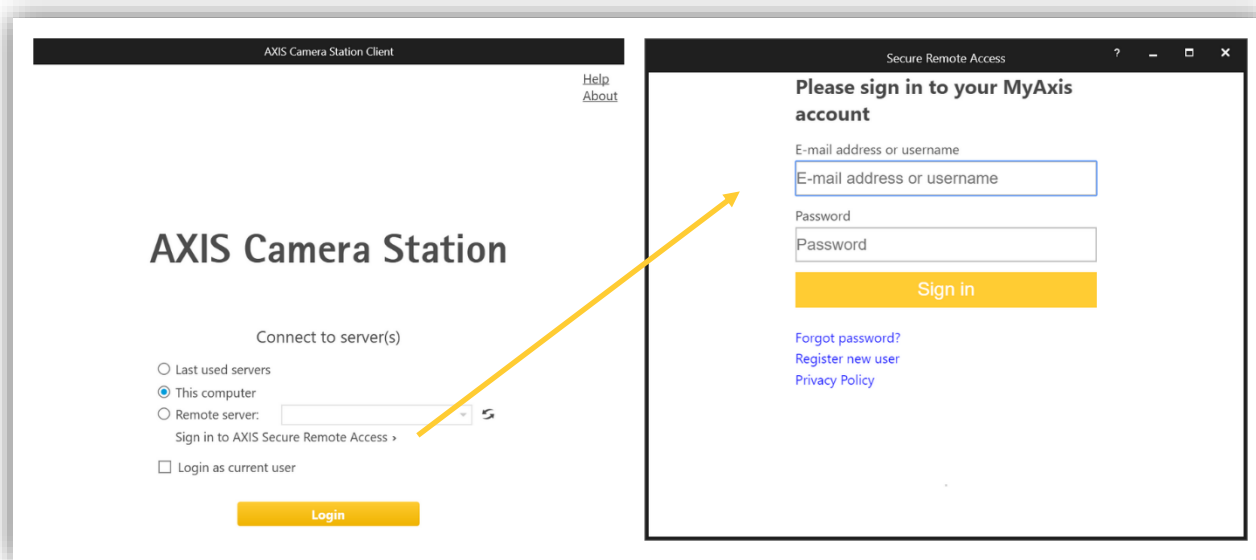 AXIS Camera Station Client
Help
About
AXIS Camera Station
Connect to server(s)
Last used servers
This computer
Remote server:
Sign in to AXIS Secure Remote Access ›
Login as current user
Login
Secure Remote Access
?
Please sign in to your MyAxis
account
E-mail address or username
E-mail address or username
Password
Password
Sign in
Forgot password?
Register new user
Privacy Policy